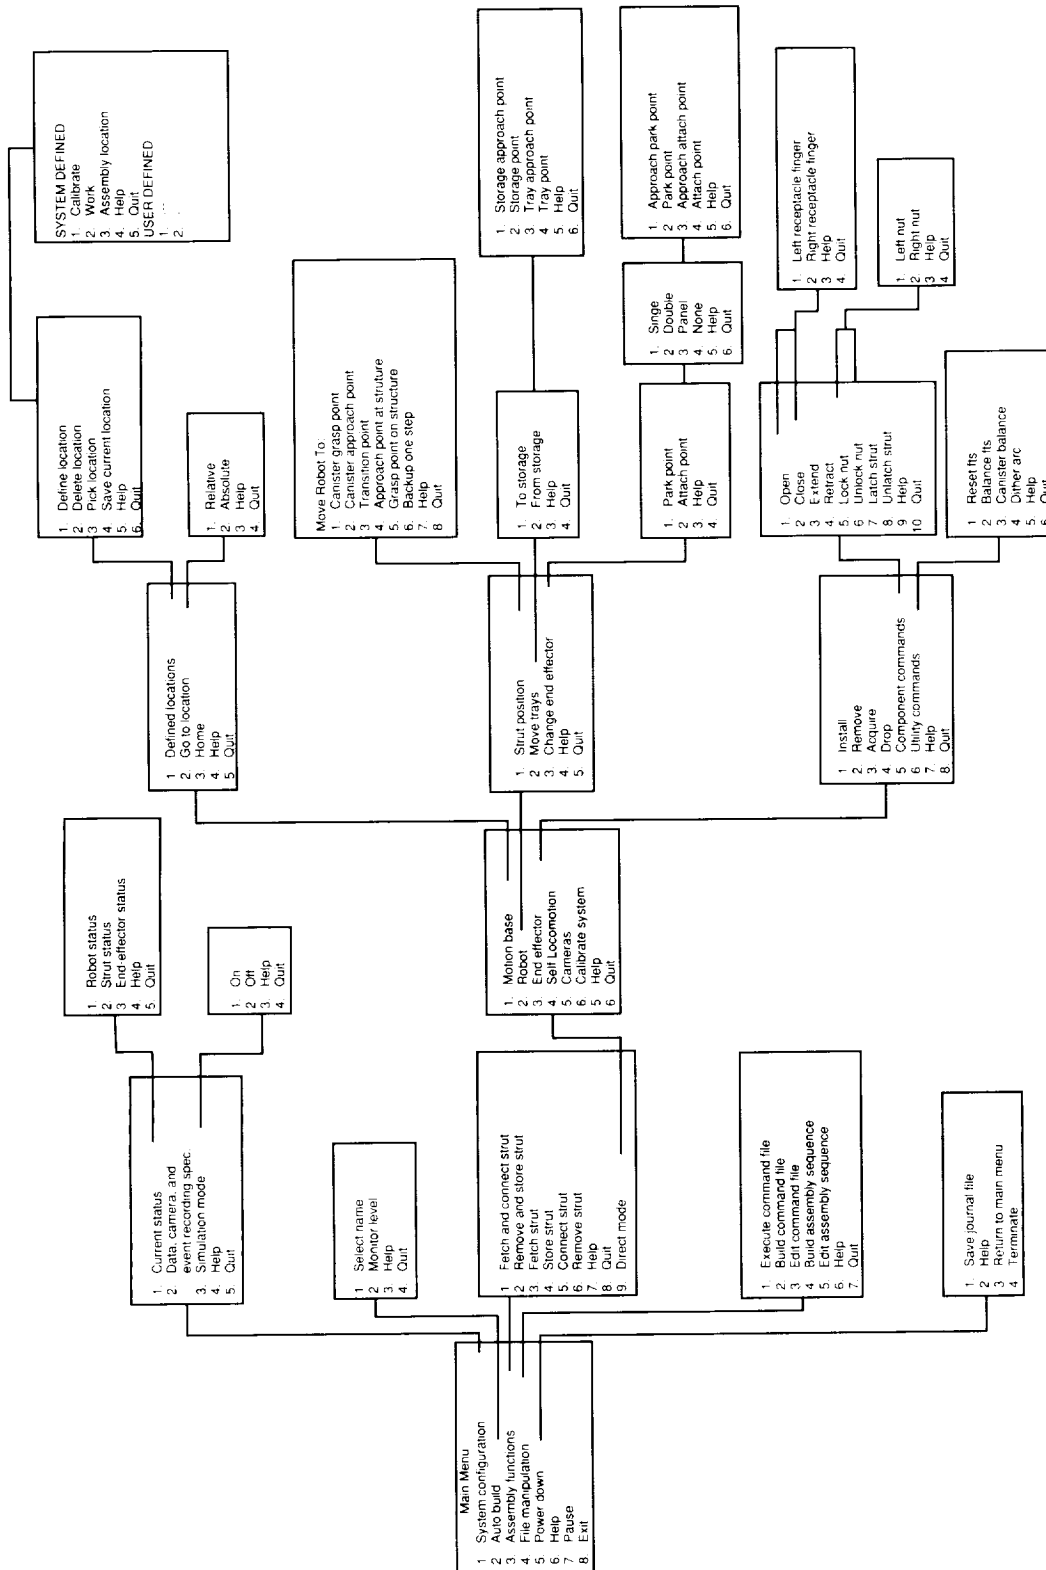 Main Menu
1 System configuration
2 Auto build
3. Assembly functions
4. File manipulation
5 Power down
6 Help
7 Pause
8 Exit
1 Current status
2. Data, camera, and
event recording spec.
3. Simulation mode
4. Help
5. Quit
1 Select name
2 Monitor level
3 Help
4 Quit
1 Fetch and connect strut
2 Remove and store strut
3 Fetch strut
4 Store strut
5 Connect strut
6 Remove strut
7 Help
8 Quit
9. Direct mode
1 Execute command file
2. Build command file
3 Edit command file
4 Build assembly sequence
5. Edit assembly sequence
6 Help
7. Quit
1. Save journal file
2 Help
3 Return to main menu
4 Terminate
1. Robot status
2 Strut status
3 End-effector status
4 Help
5. Quit
1. On
2 Off
3. Help
4 Quit
1. Motion base
2. Robot
3. End effector
4. Self Locomotion
5. Cameras
6. Calibrate system
5 Help
6 Quit
1 Defined locations
2 Go to location
3 Home
4 Help
5 Quit
1 Strut position
2 Move trays
3. Change end effector
4 Help
5. Quit
1 Install
2. Remove
3. Acquire
4. Drop
5 Component commands
6 Utility commands
7. Help
8. Quit
1 Define location
2 Delete location
3. Pick location
4 Save current location
5. Help
6. Quit
1. Relative
2 Absolute
3 Help
4 Quit
Move Robot To:
1. Canister grasp point
2 Canister approach point
3 Transition point
4 Approach point at struture
5. Grasp point on structure
6. Backup one step
7. Help
8 Quit
1. To storage
2. From storage
3. Help
4. Quit
1. Park point
2 Attach point
3. Help
4. Quit
1. Open
2 Close
3 Extend
4. Retract
5. Lock nut
6 Unlock nut
7 Latch strut
8. Unlatch strut
9 Help
10 Quit
1. Reset fts
2. Balance fts
3. Canister balance
4 Dither arc
5. Help
6 Quit
SYSTEM DEFINED
1. Calibrate
2. Work
3. Assembly location
4. Help
5. Quit
USER DEFINED
1.
2.
1. Storage approach point
2. Storage point
3 Tray approach point
4 Tray point
5. Help
6. Quit
1. Singe
2 Double
3 Panel
4. None
5. Help
6. Quit
1 Approach park point
2. Park point
3. Approach attach point
4. Attach point
5 Help
6. Quit
1. Left receptacle finger
2 Right receptacle finger
3 Help
4 Quit
1. Left nut
2. Right nut
3 Help
4 Quit